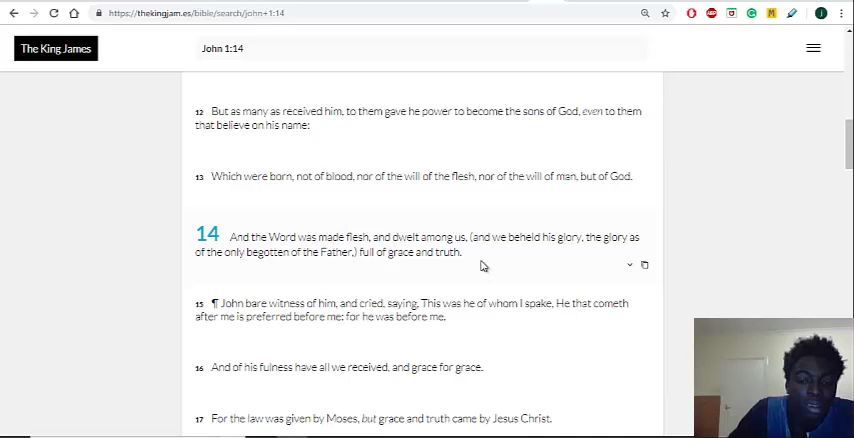 https://thekingjam.es/bible/search/john+1:14
The King James
John 1:14
12 But as many as received him, to them gave he power to become the sons of God, even to them
that believe on his name:
13 Which were born, not of blood, nor of the will of the flesh, nor of the will of man, but of God.
14 And the Word was made flesh, and dwelt among us, (and we beheld his glory, the glory as
of the only begotten of the Father,) full of grace and truth.
15 ¶ John bare witness of him, and cried, saying, This was he of whom I spake, He that cometh
after me is preferred before me: for he was before me.
16 And of his fulness have all we received, and grace for grace.
17 For the law was given by Moses, but grace and truth came by Jesus Christ.